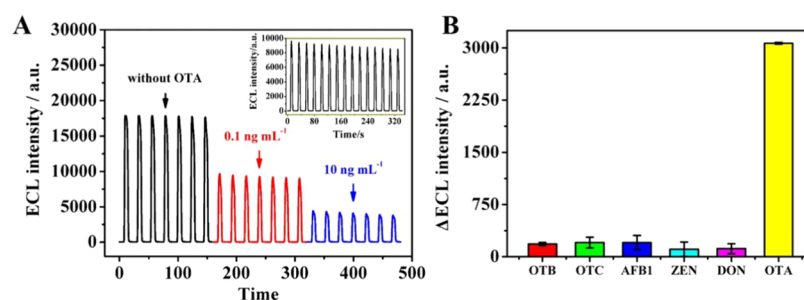 A
ECL intensity / a.u.
30000
25000
20000
15000
10000
5000
0
without OTA
0.1 ng mL⁻¹
10 ng mL⁻¹
0
100
200
300
400
500
Time
ECL intensity/a.u.
10000
8000
6000
4000
2000
0
0
80
160
240
320
Time/s
B
ΔECL intensity / a.u.
3000
2250
1500
750
0
OTB
OTC
AFB1
ZEN
DON
OTA